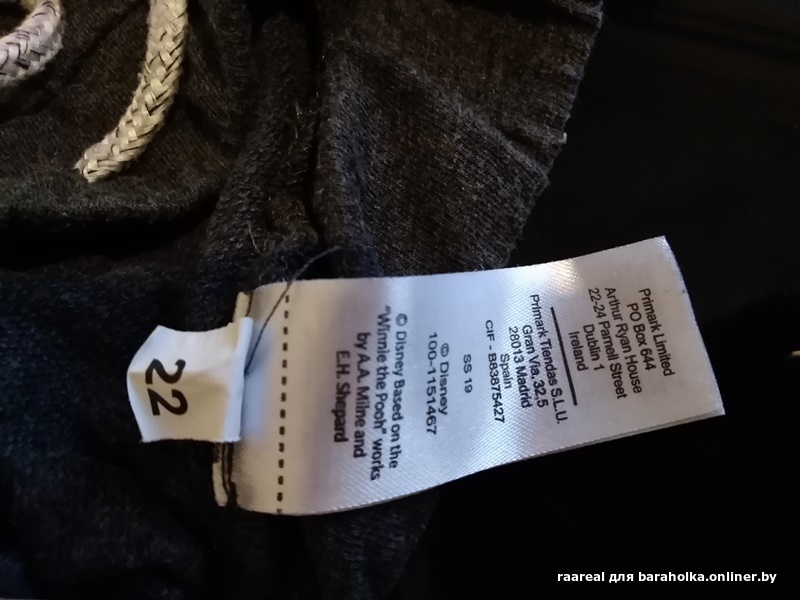 Primark Limited
PO Box 644
Arthur Ryan House
22-24 Parnell Street
Dublin 1
Ireland
Primark Tiendas S.L.U.
Gran Via, 32,5
28013 Madrid
Spain
CIF - B83875427
SS 19
© Disney
100-1151467
© Disney Based on the
"Winnie the Pooh" works
by A.A. Milne and
E.H. Shepard
22
raareal для baraholka.onliner.by